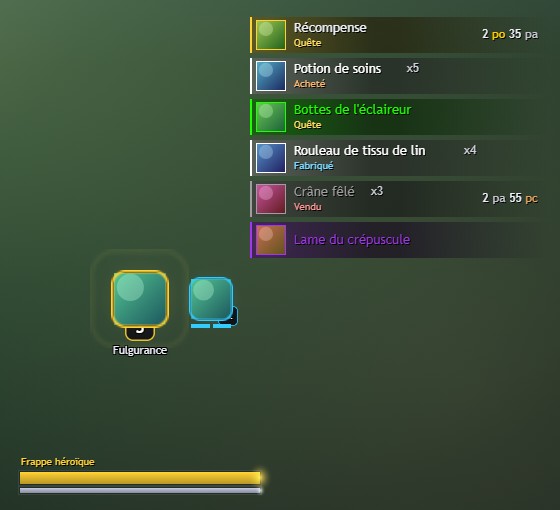 Récompense 2 po 35 pa
Quête
Potion de soins x5
Acheté
Bottes de l'éclaireur
Quête
Rouleau de tissu de lin x4
Fabriqué
Crâne fêlé x3 2 pa 55 pc
Vendu
Lame du crépuscule
Fulgurance
Frappe héroïque